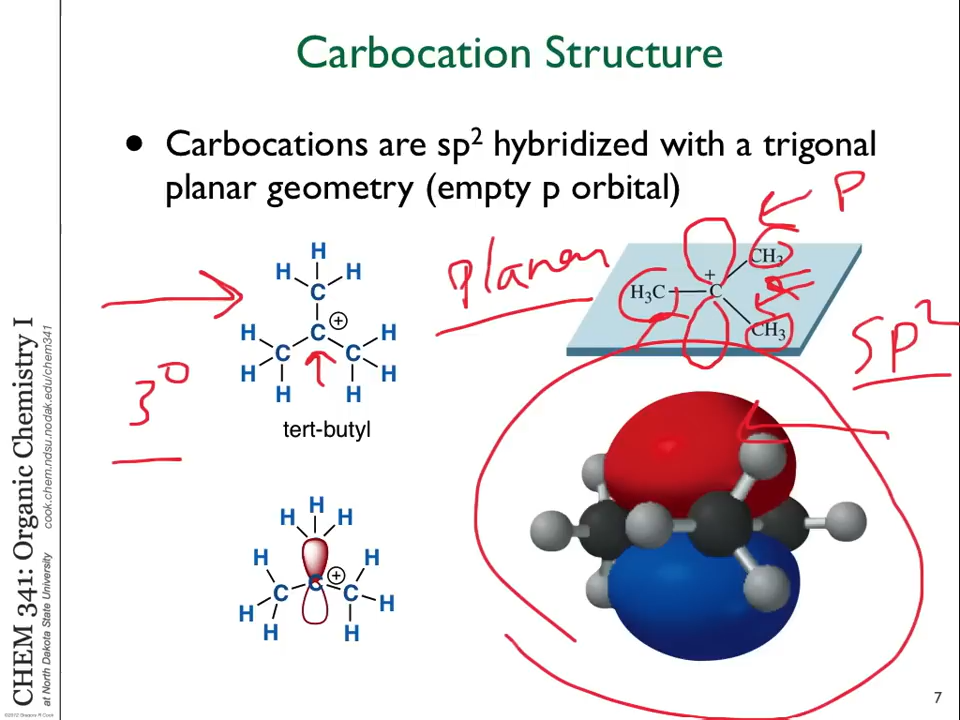 Carbocation Structure
• Carbocations are sp² hybridized with a trigonal
planar geometry (empty p orbital)
P
planar
H
H H
C
H C ⊕ H
C C
H H H H
tert-butyl
3°
+
CH₃
H₃C C
CH₃
sp²
H
H H
H H
C ⊕
C C
H H
H H
CHEM 341: Organic Chemistry I
at North Dakota State University cook.chem.ndsu.nodak.edu/chem341
7